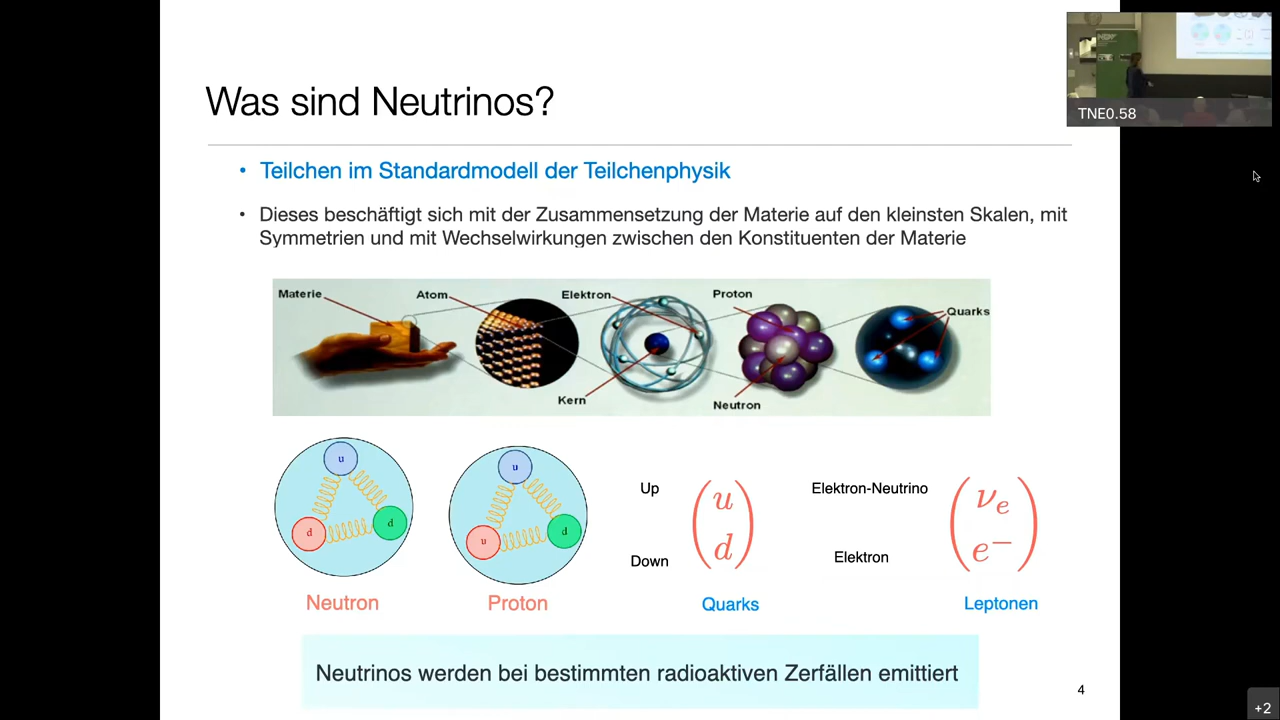 Was sind Neutrinos?
TNE0.58
• Teilchen im Standardmodell der Teilchenphysik
• Dieses beschäftigt sich mit der Zusammensetzung der Materie auf den kleinsten Skalen, mit
Symmetrien und mit Wechselwirkungen zwischen den Konstituenten der Materie
Materie Atom Elektron Proton Quarks
Kern Neutron
u d d
u u d
Up u Elektron-Neutrino νe
Down d Elektron e−
Neutron Proton Quarks Leptonen
Neutrinos werden bei bestimmten radioaktiven Zerfällen emittiert
4
+2